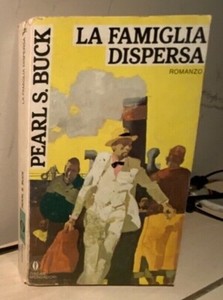 PEARL S. BUCK
LA FAMIGLIA
DISPERSA
ROMANZO